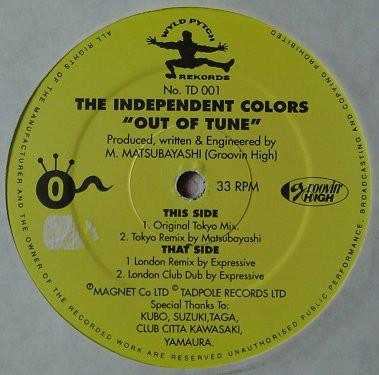 WYLD PYTCH
REKORDS
No. TD 001
THE INDEPENDENT COLORS
"OUT OF TUNE"
Produced, written & Engineered by
M. MATSUBAYASHI (Groovin High)
33 RPM
Groovin'
HIGH
THIS SIDE
1. Original Tokyo Mix.
2. Tokyo Remix by Matsubayashi
THAT SIDE
1 London Remix by Expressive
2. London Club Dub by Expressive
℗MAGNET Co LTD © TADPOLE RECORDS LTD
Special Thanks To:
KUBO, SUZUKI,TAGA,
CLUB CITTA KAWASAKI,
YAMAURA.
ALL RIGHTS OF THE MANUFACTURER AND THE OWNER OF THE RECORDED WORK ARE RESERVED UNAUTHORISED PUBLIC PERFORMANCE, BROADCASTING AND COPYING PROHIBITED